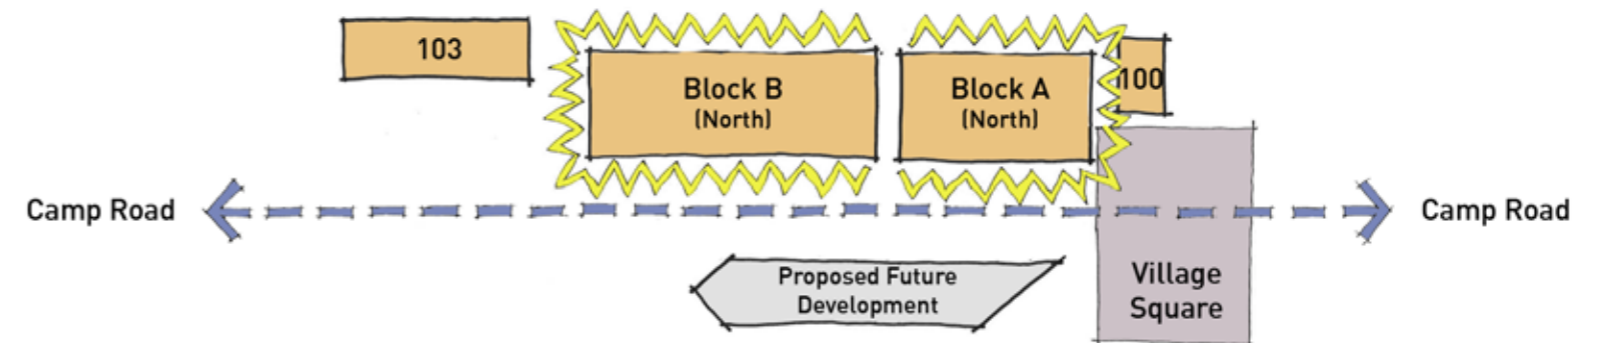 103
Block B
(North)
Block A
(North)
100
Camp Road
Camp Road
Proposed Future
Development
Village
Square